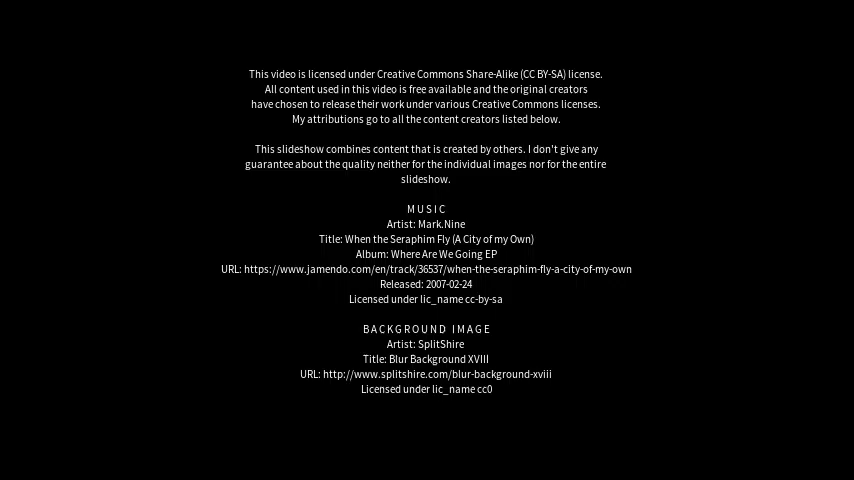 This video is licensed under Creative Commons Share-Alike (CC BY-SA) license.
All content used in this video is free available and the original creators
have chosen to release their work under various Creative Commons licenses.
My attributions go to all the content creators listed below.
This slideshow combines content that is created by others. I don't give any
guarantee about the quality neither for the individual images nor for the entire
slideshow.
MUSIC
Artist: Mark.Nine
Title: When the Seraphim Fly (A City of my Own)
Album: Where Are We Going EP
URL: https://www.jamendo.com/en/track/36537/when-the-seraphim-fly-a-city-of-my-own
Released: 2007-02-24
Licensed under lic_name cc-by-sa
BACKGROUND IMAGE
Artist: SplitShire
Title: Blur Background XVIII
URL: http://www.splitshire.com/blur-background-xviii
Licensed under lic_name cc0